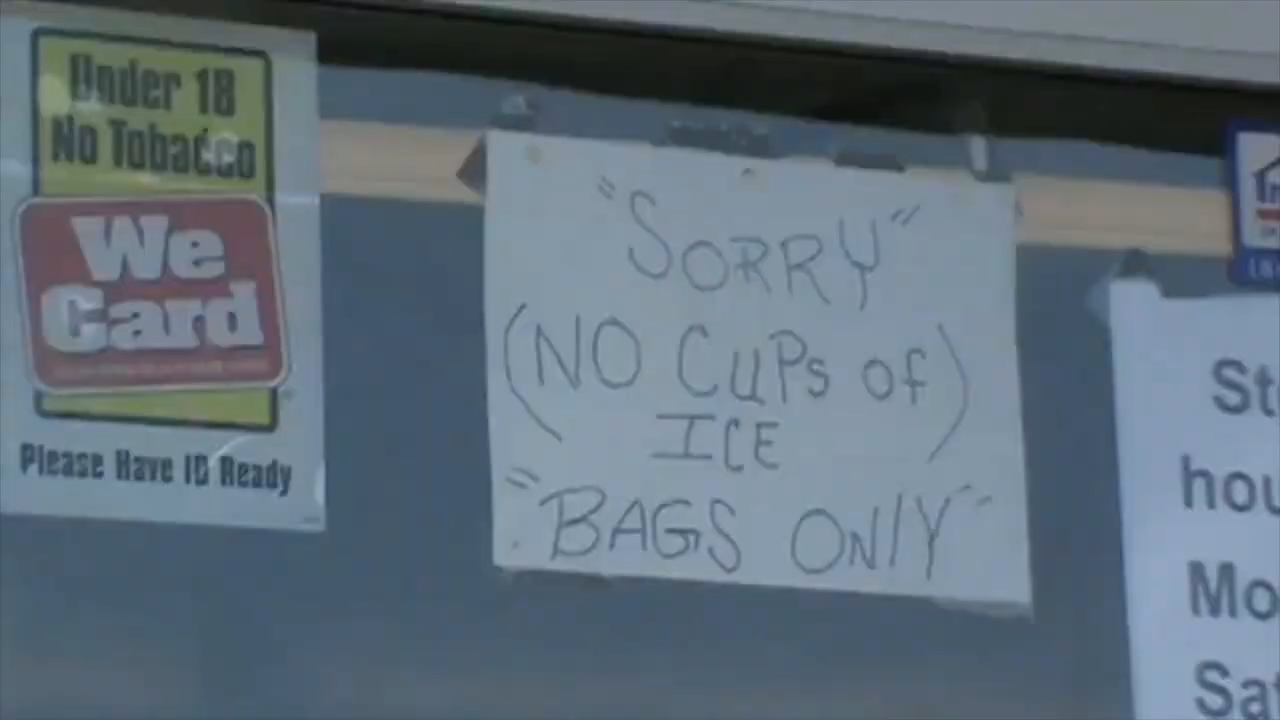 Under 18
No Tobacco
We
Card
Please Have ID Ready
"SORRY"
(NO CUPs of)
ICE
"BAGS ONlY"